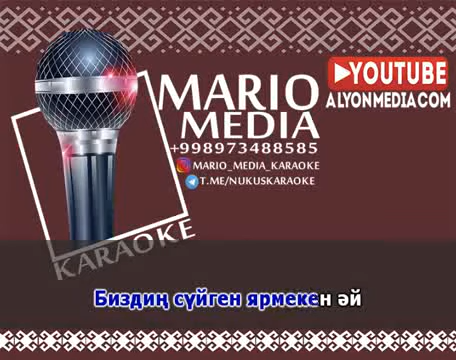 YOUTUBE
ALYONMEDIACOM
MARIO
MEDIA
+998973488585
MARIO_MEDIA_KARAOKE
T.ME/NUKUSKARAOKE
KARAOKE
Биздиң сүйген ярмекен әй